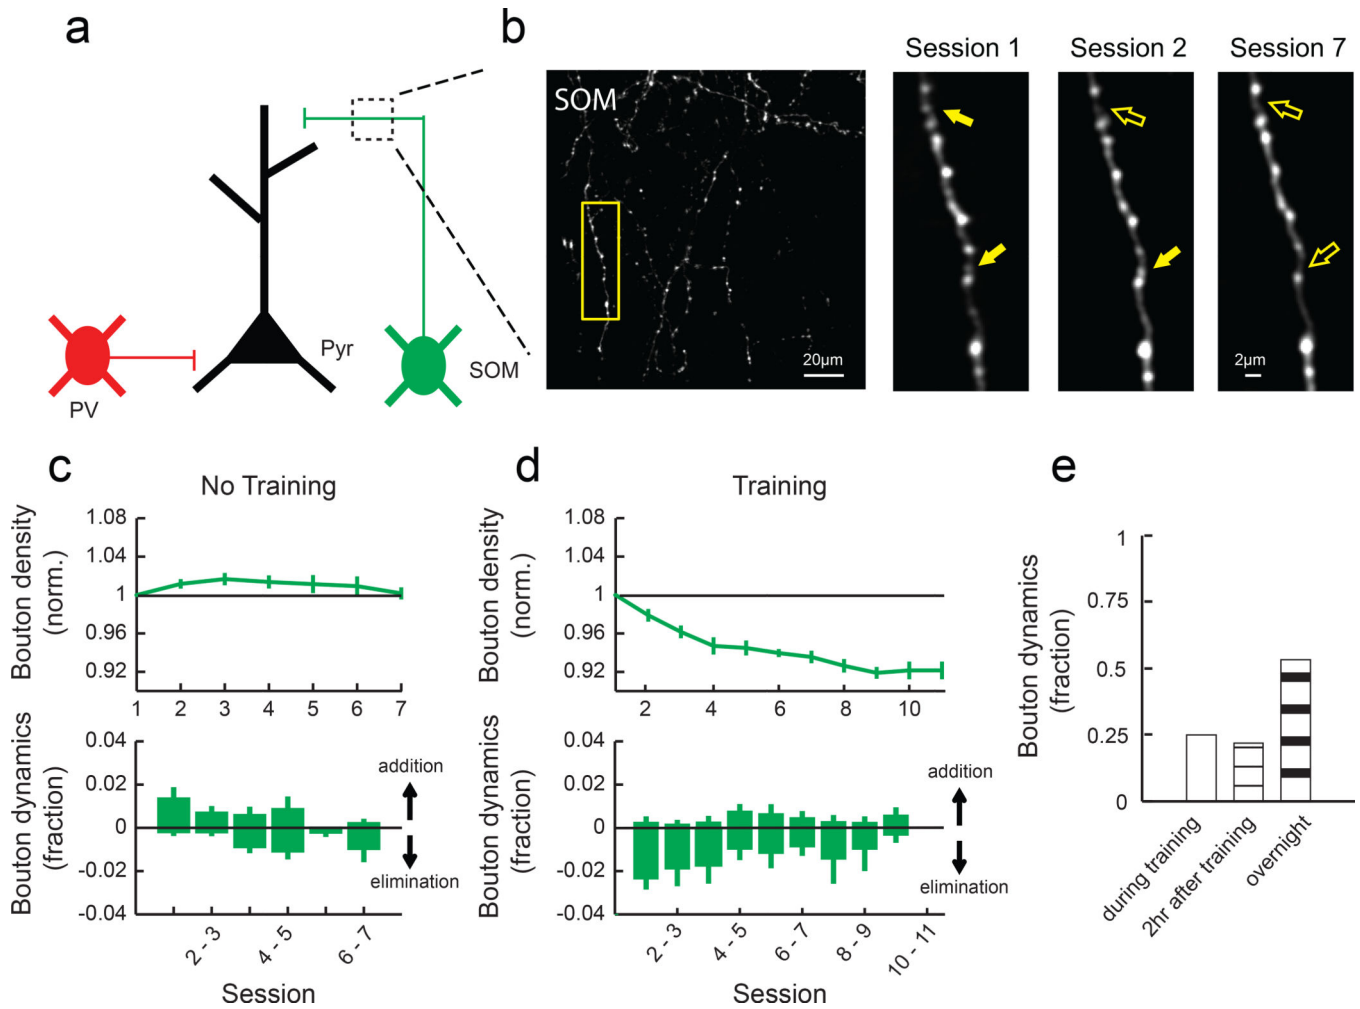 a
b
Session 1
Session 2
Session 7
SOM
20µm
2µm
Pyr
SOM
PV
c
No Training
Bouton density
(norm.)
1.08
1.04
1
0.96
0.92
1 2 3 4 5 6 7
Bouton dynamics
(fraction)
0.04
0.02
0
-0.02
-0.04
addition
elimination
2 - 3
4 - 5
6 - 7
Session
d
Training
Bouton density
(norm.)
1.08
1.04
1
0.96
0.92
2 4 6 8 10
Bouton dynamics
(fraction)
0.04
0.02
0
-0.02
-0.04
addition
elimination
2 - 3
4 - 5
6 - 7
8 - 9
10 - 11
Session
e
Bouton dynamics
(fraction)
1
0.75
0.5
0.25
0
during training
2hr after training
overnight